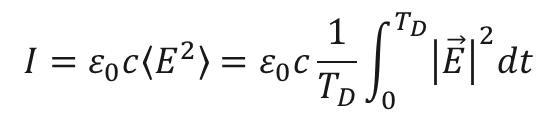 I = ε₀c⟨E²⟩ = ε₀c 1/T_D ∫₀^{T_D} |E⃗|² dt